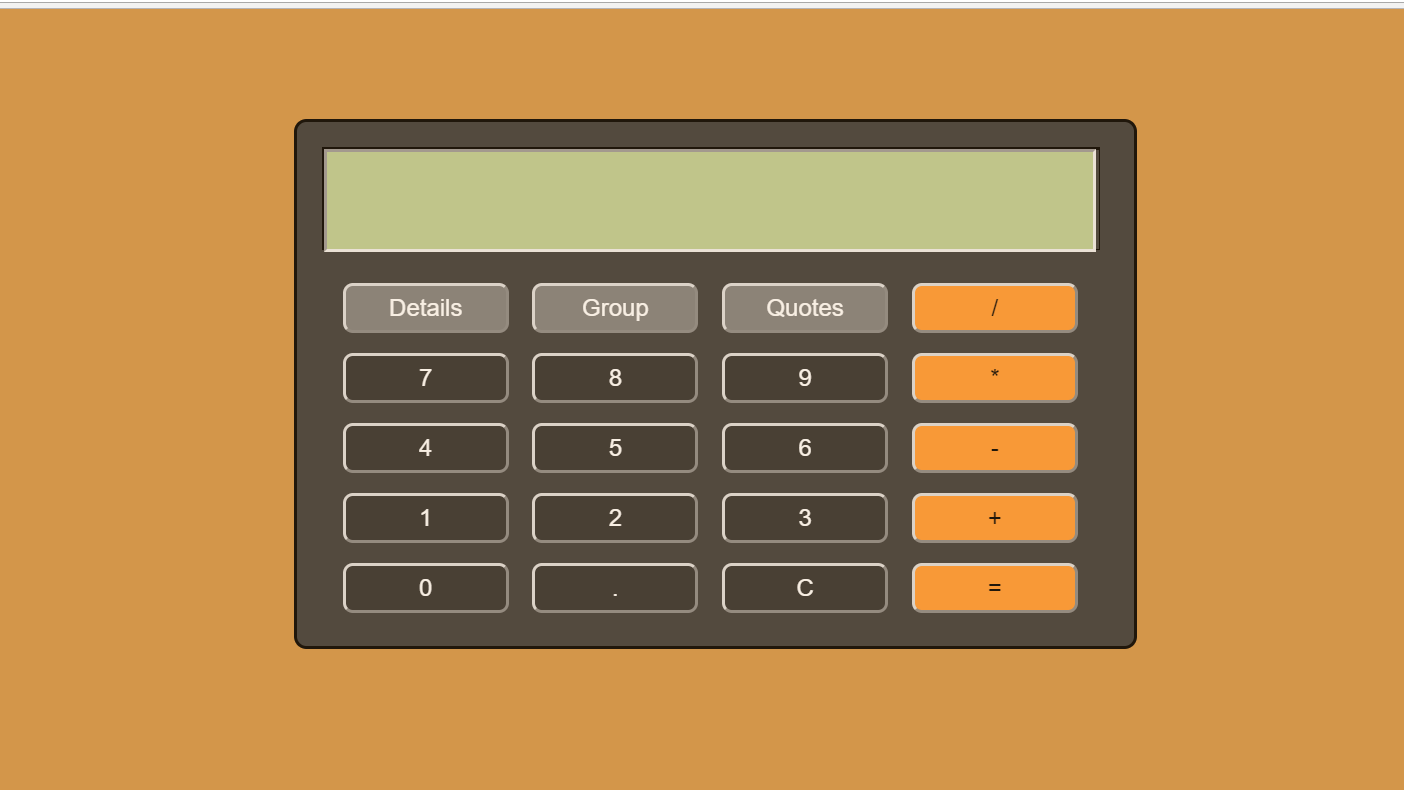 Details Group Quotes /
7 8 9 *
4 5 6 -
1 2 3 +
0 . C =